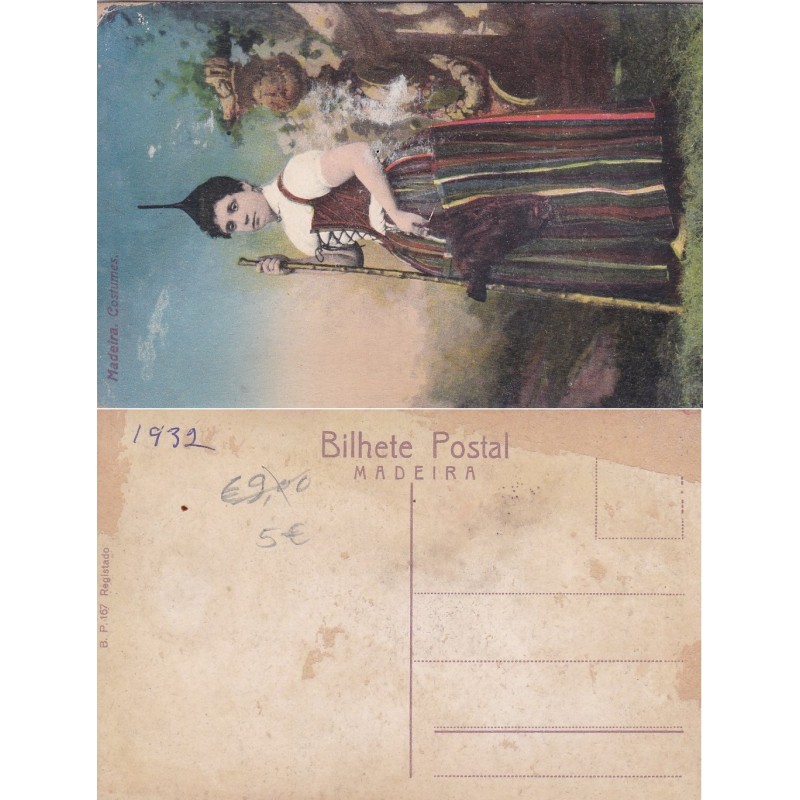 Madeira. Costumes.
1932
Bilhete Postal
MADEIRA
€9,00
5€
B. P. 167 Registado